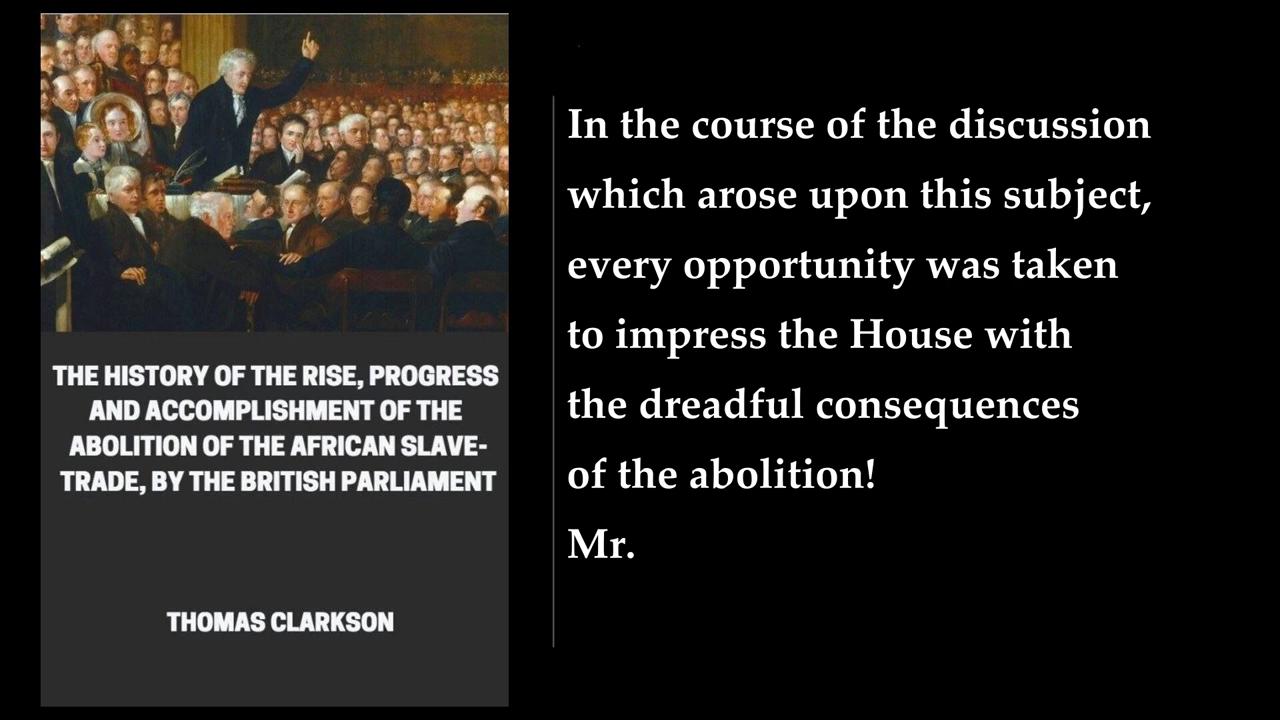 THE HISTORY OF THE RISE, PROGRESS
AND ACCOMPLISHMENT OF THE
ABOLITION OF THE AFRICAN SLAVE-
TRADE, BY THE BRITISH PARLIAMENT
THOMAS CLARKSON
In the course of the discussion
which arose upon this subject,
every opportunity was taken
to impress the House with
the dreadful consequences
of the abolition!
Mr.